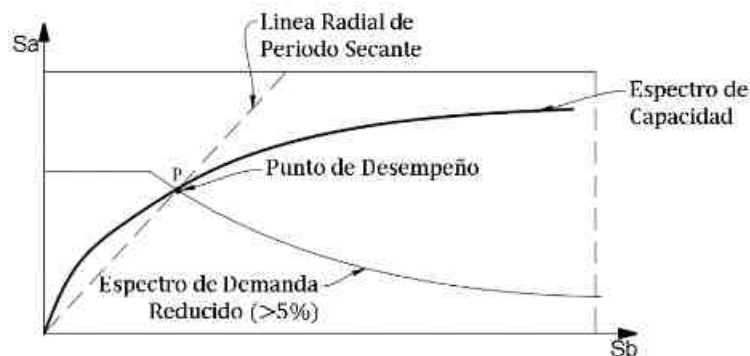 Sa
Linea Radial de
Periodo Secante
Espectro de
Capacidad
P
Punto de Desempeño
Espectro de Demanda
Reducido (>5%)
Sb